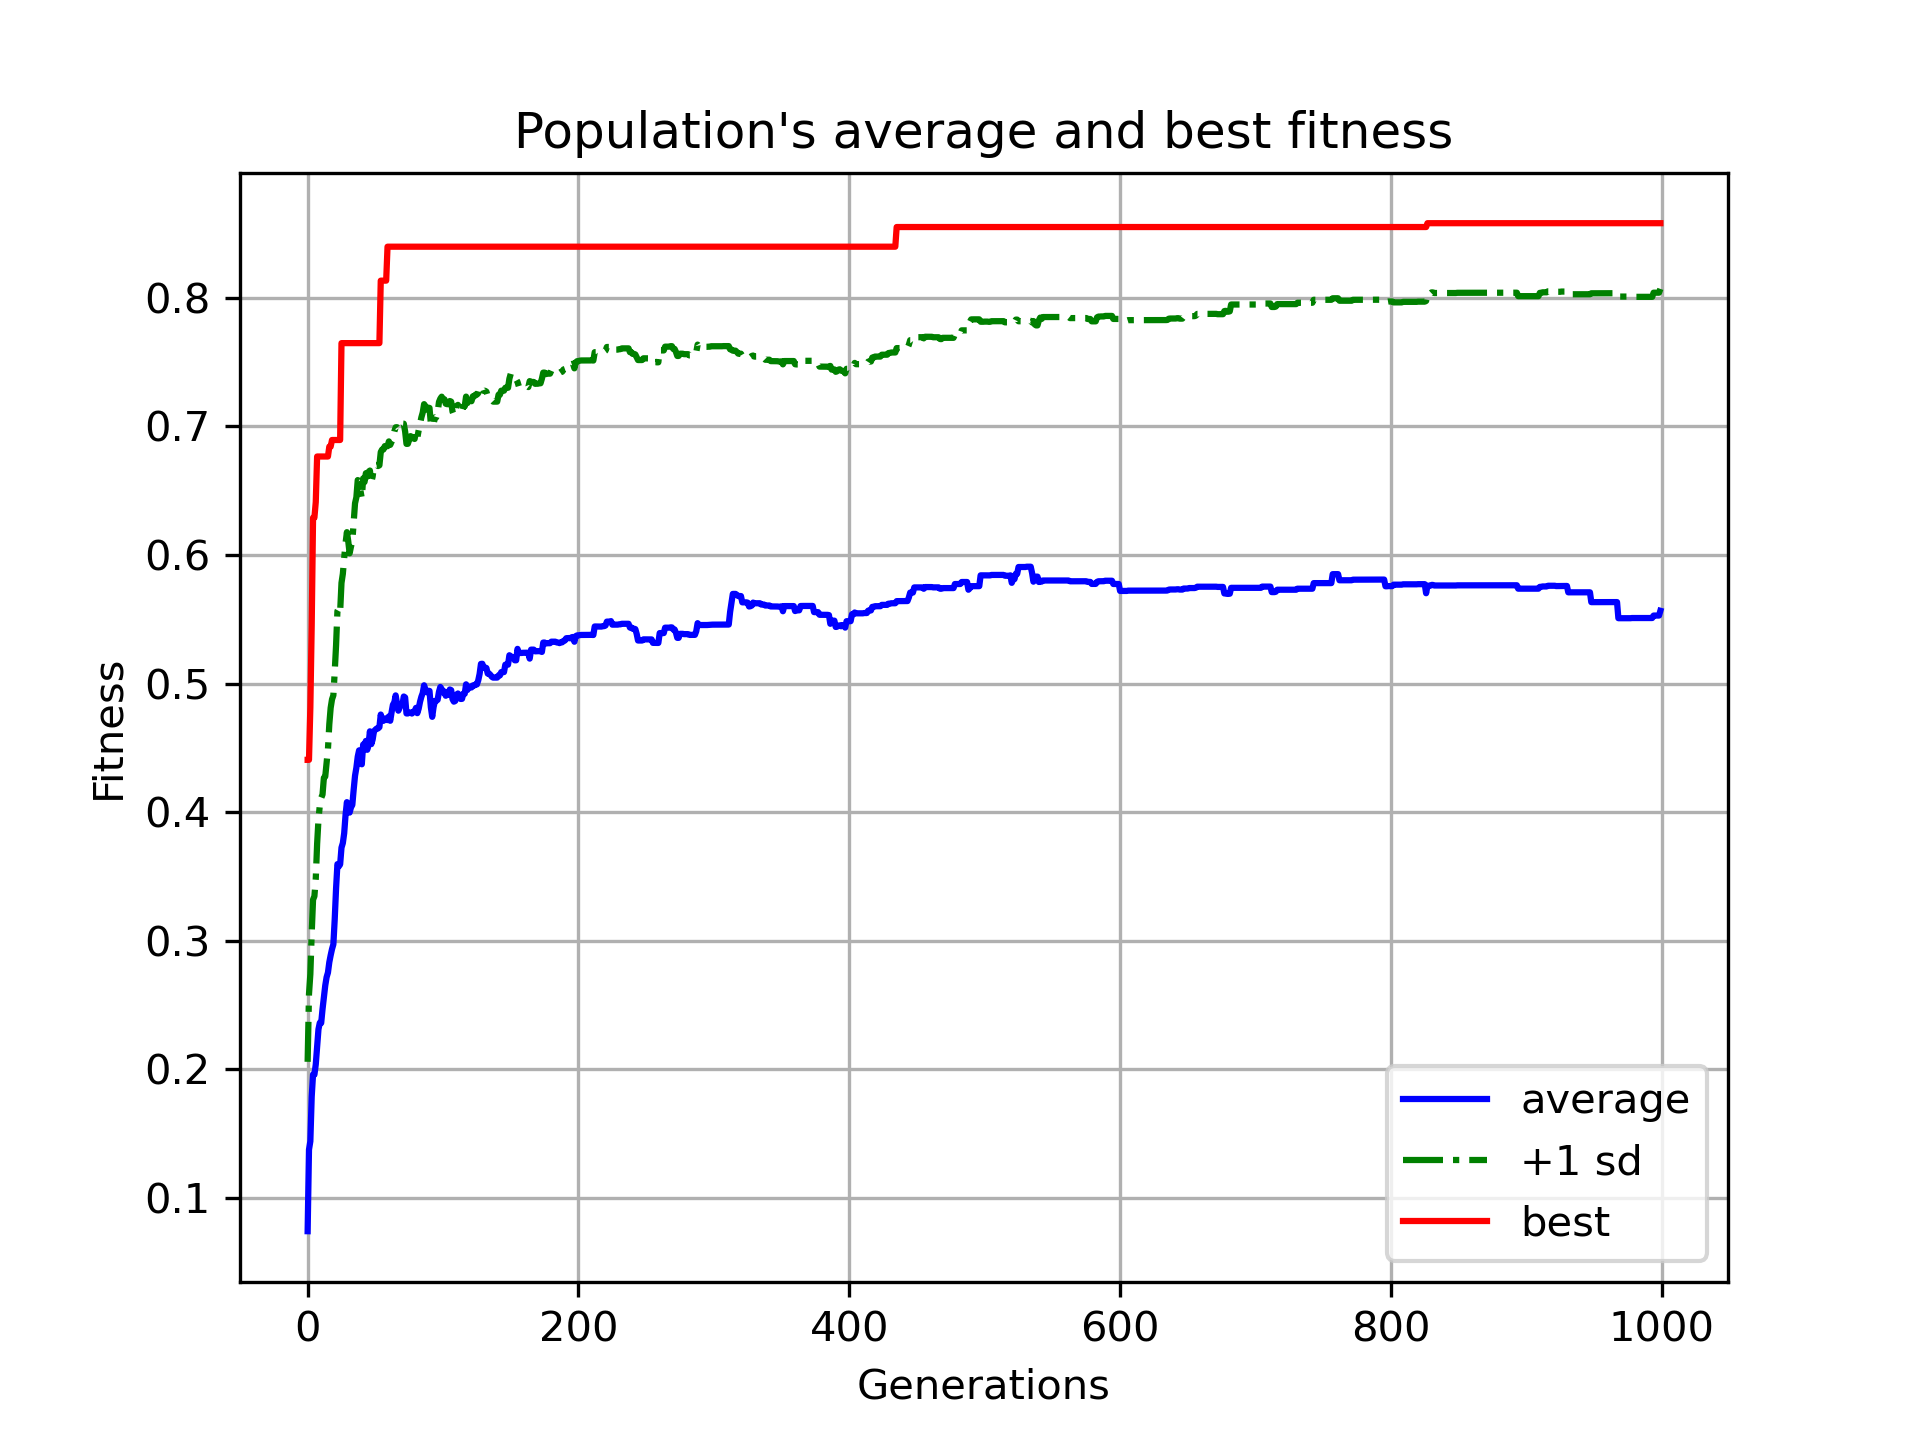 Population's average and best fitness
0.8
0.7
0.6
0.5
0.4
0.3
0.2
0.1
Fitness
0 200 400 600 800 1000
Generations
average
+1 sd
best